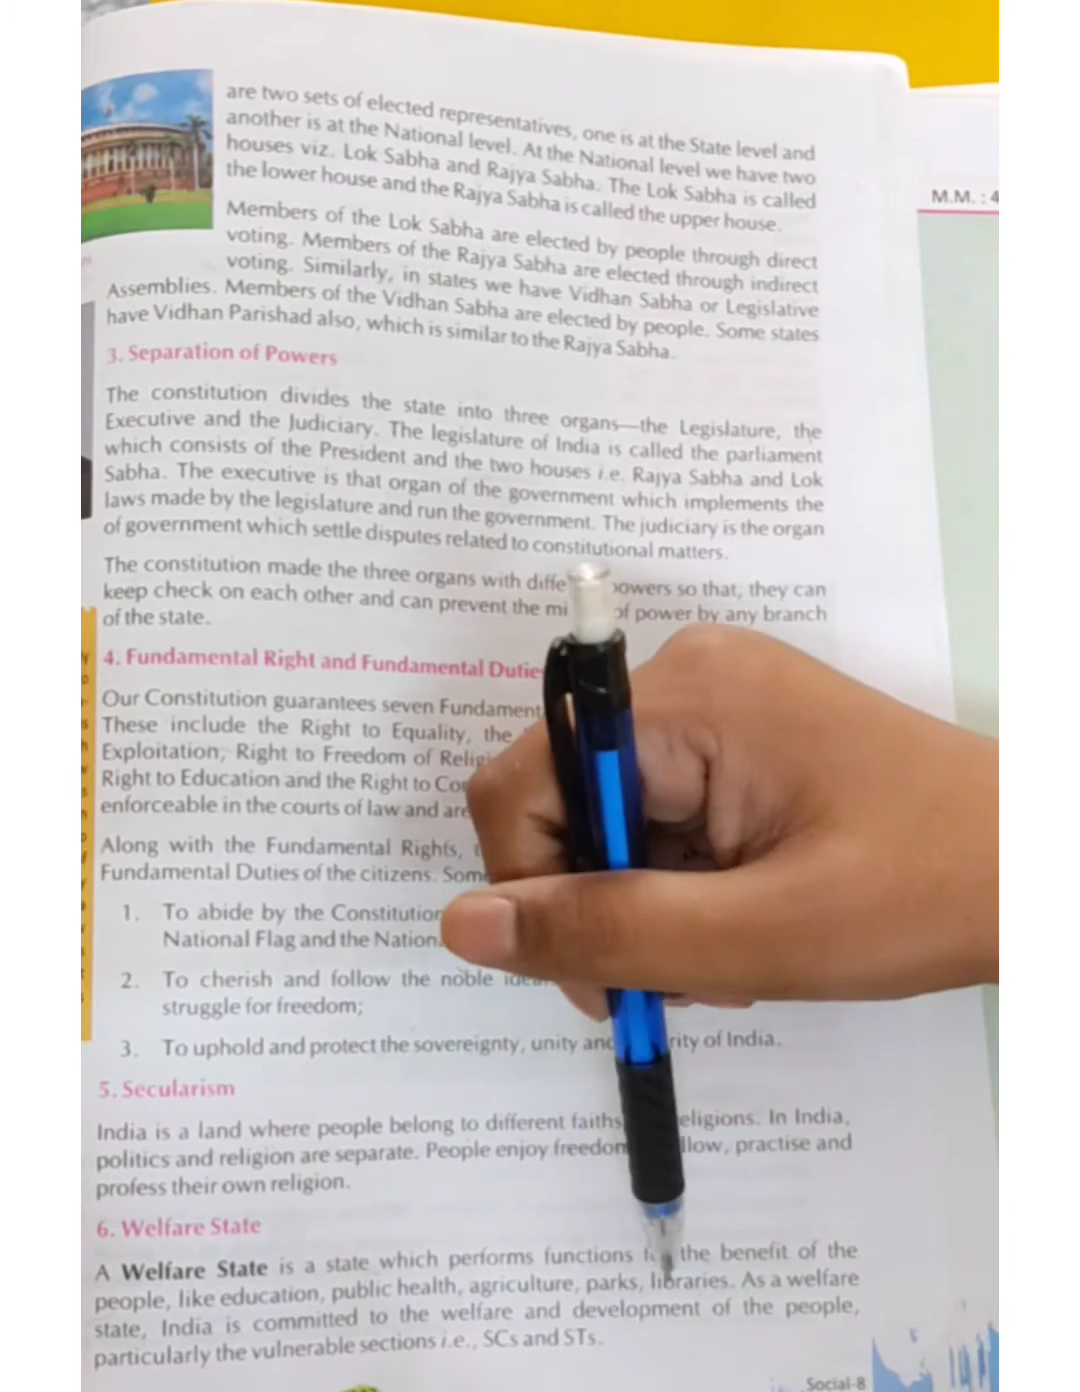 are two sets of elected representatives, one is at the State level and
another is at the National level. At the National level we have two
houses viz. Lok Sabha and Rajya Sabha. The Lok Sabha is called
the lower house and the Rajya Sabha is called the upper house.
Members of the Lok Sabha are elected by people through direct
voting. Members of the Rajya Sabha are elected through indirect
voting. Similarly, in states we have Vidhan Sabha or Legislative
Assemblies. Members of the Vidhan Sabha are elected by people. Some states
have Vidhan Parishad also, which is similar to the Rajya Sabha.
3. Separation of Powers
The constitution divides the state into three organs—the Legislature, the
Executive and the Judiciary. The legislature of India is called the parliament
which consists of the President and the two houses i.e. Rajya Sabha and Lok
Sabha. The executive is that organ of the government which implements the
laws made by the legislature and run the government. The judiciary is the organ
of government which settle disputes related to constitutional matters.
The constitution made the three organs with diffe powers so that, they can
keep check on each other and can prevent the mi of power by any branch
of the state.
4. Fundamental Right and Fundamental Dutie
Our Constitution guarantees seven Fundament
These include the Right to Equality, the
Exploitation, Right to Freedom of Relig
Right to Education and the Right to Co
enforceable in the courts of law and are
Along with the Fundamental Rights,
Fundamental Duties of the citizens. Som
1. To abide by the Constitution
National Flag and the Nation
2. To cherish and follow the noble idea
struggle for freedom;
3. To uphold and protect the sovereignty, unity and rity of India.
5. Secularism
India is a land where people belong to different faiths eligions. In India,
politics and religion are separate. People enjoy freedom llow, practise and
profess their own religion.
6. Welfare State
A Welfare State is a state which performs functions the benefit of the
people, like education, public health, agriculture, parks, libraries. As a welfare
state, India is committed to the welfare and development of the people,
particularly the vulnerable sections i.e., SCs and STs.
Social-8
M.M. : 4